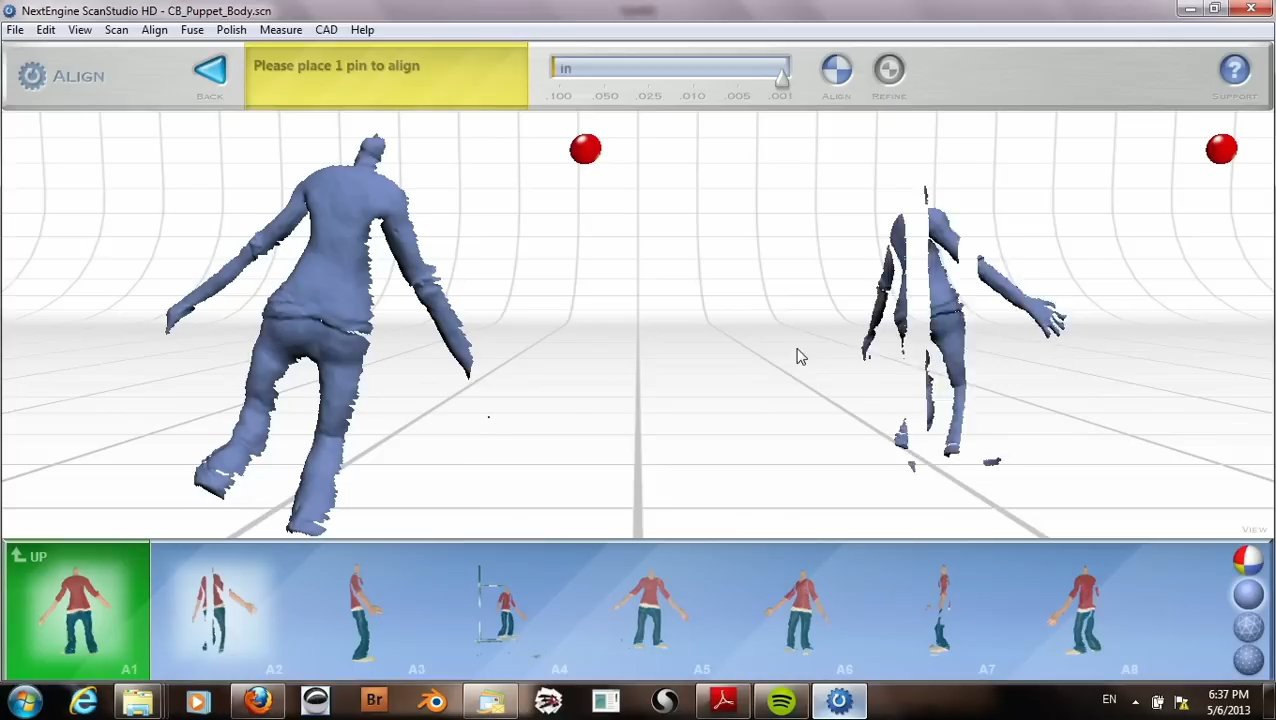 NextEngine ScanStudio HD - CB_Puppet_Body.scn
File Edit View Scan Align Fuse Polish Measure CAD Help
ALIGN
BACK
Please place 1 pin to align
in
.100 .050 .025 .010 .005 .001
ALIGN
REFINE
?
SUPPORT
VIEW
UP
A1 A2 A3 A4 A5 A6 A7 A8
Br
EN
6:37 PM
5/6/2013